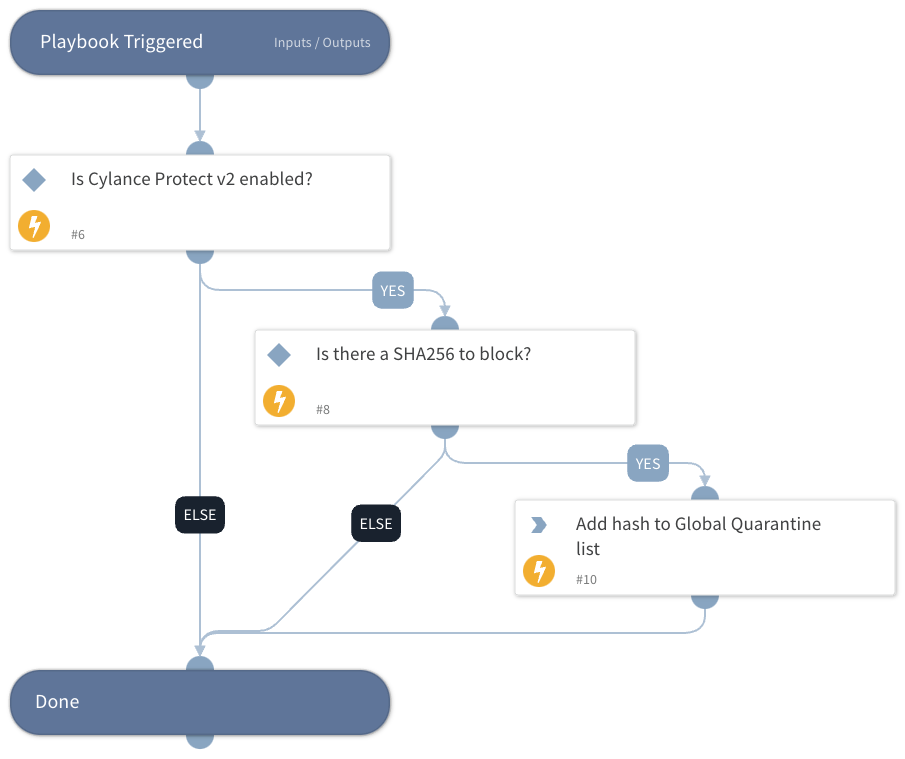 Playbook Triggered
Inputs / Outputs
Is Cylance Protect v2 enabled?
#6
YES
Is there a SHA256 to block?
#8
YES
ELSE
ELSE
Add hash to Global Quarantine
list
#10
Done